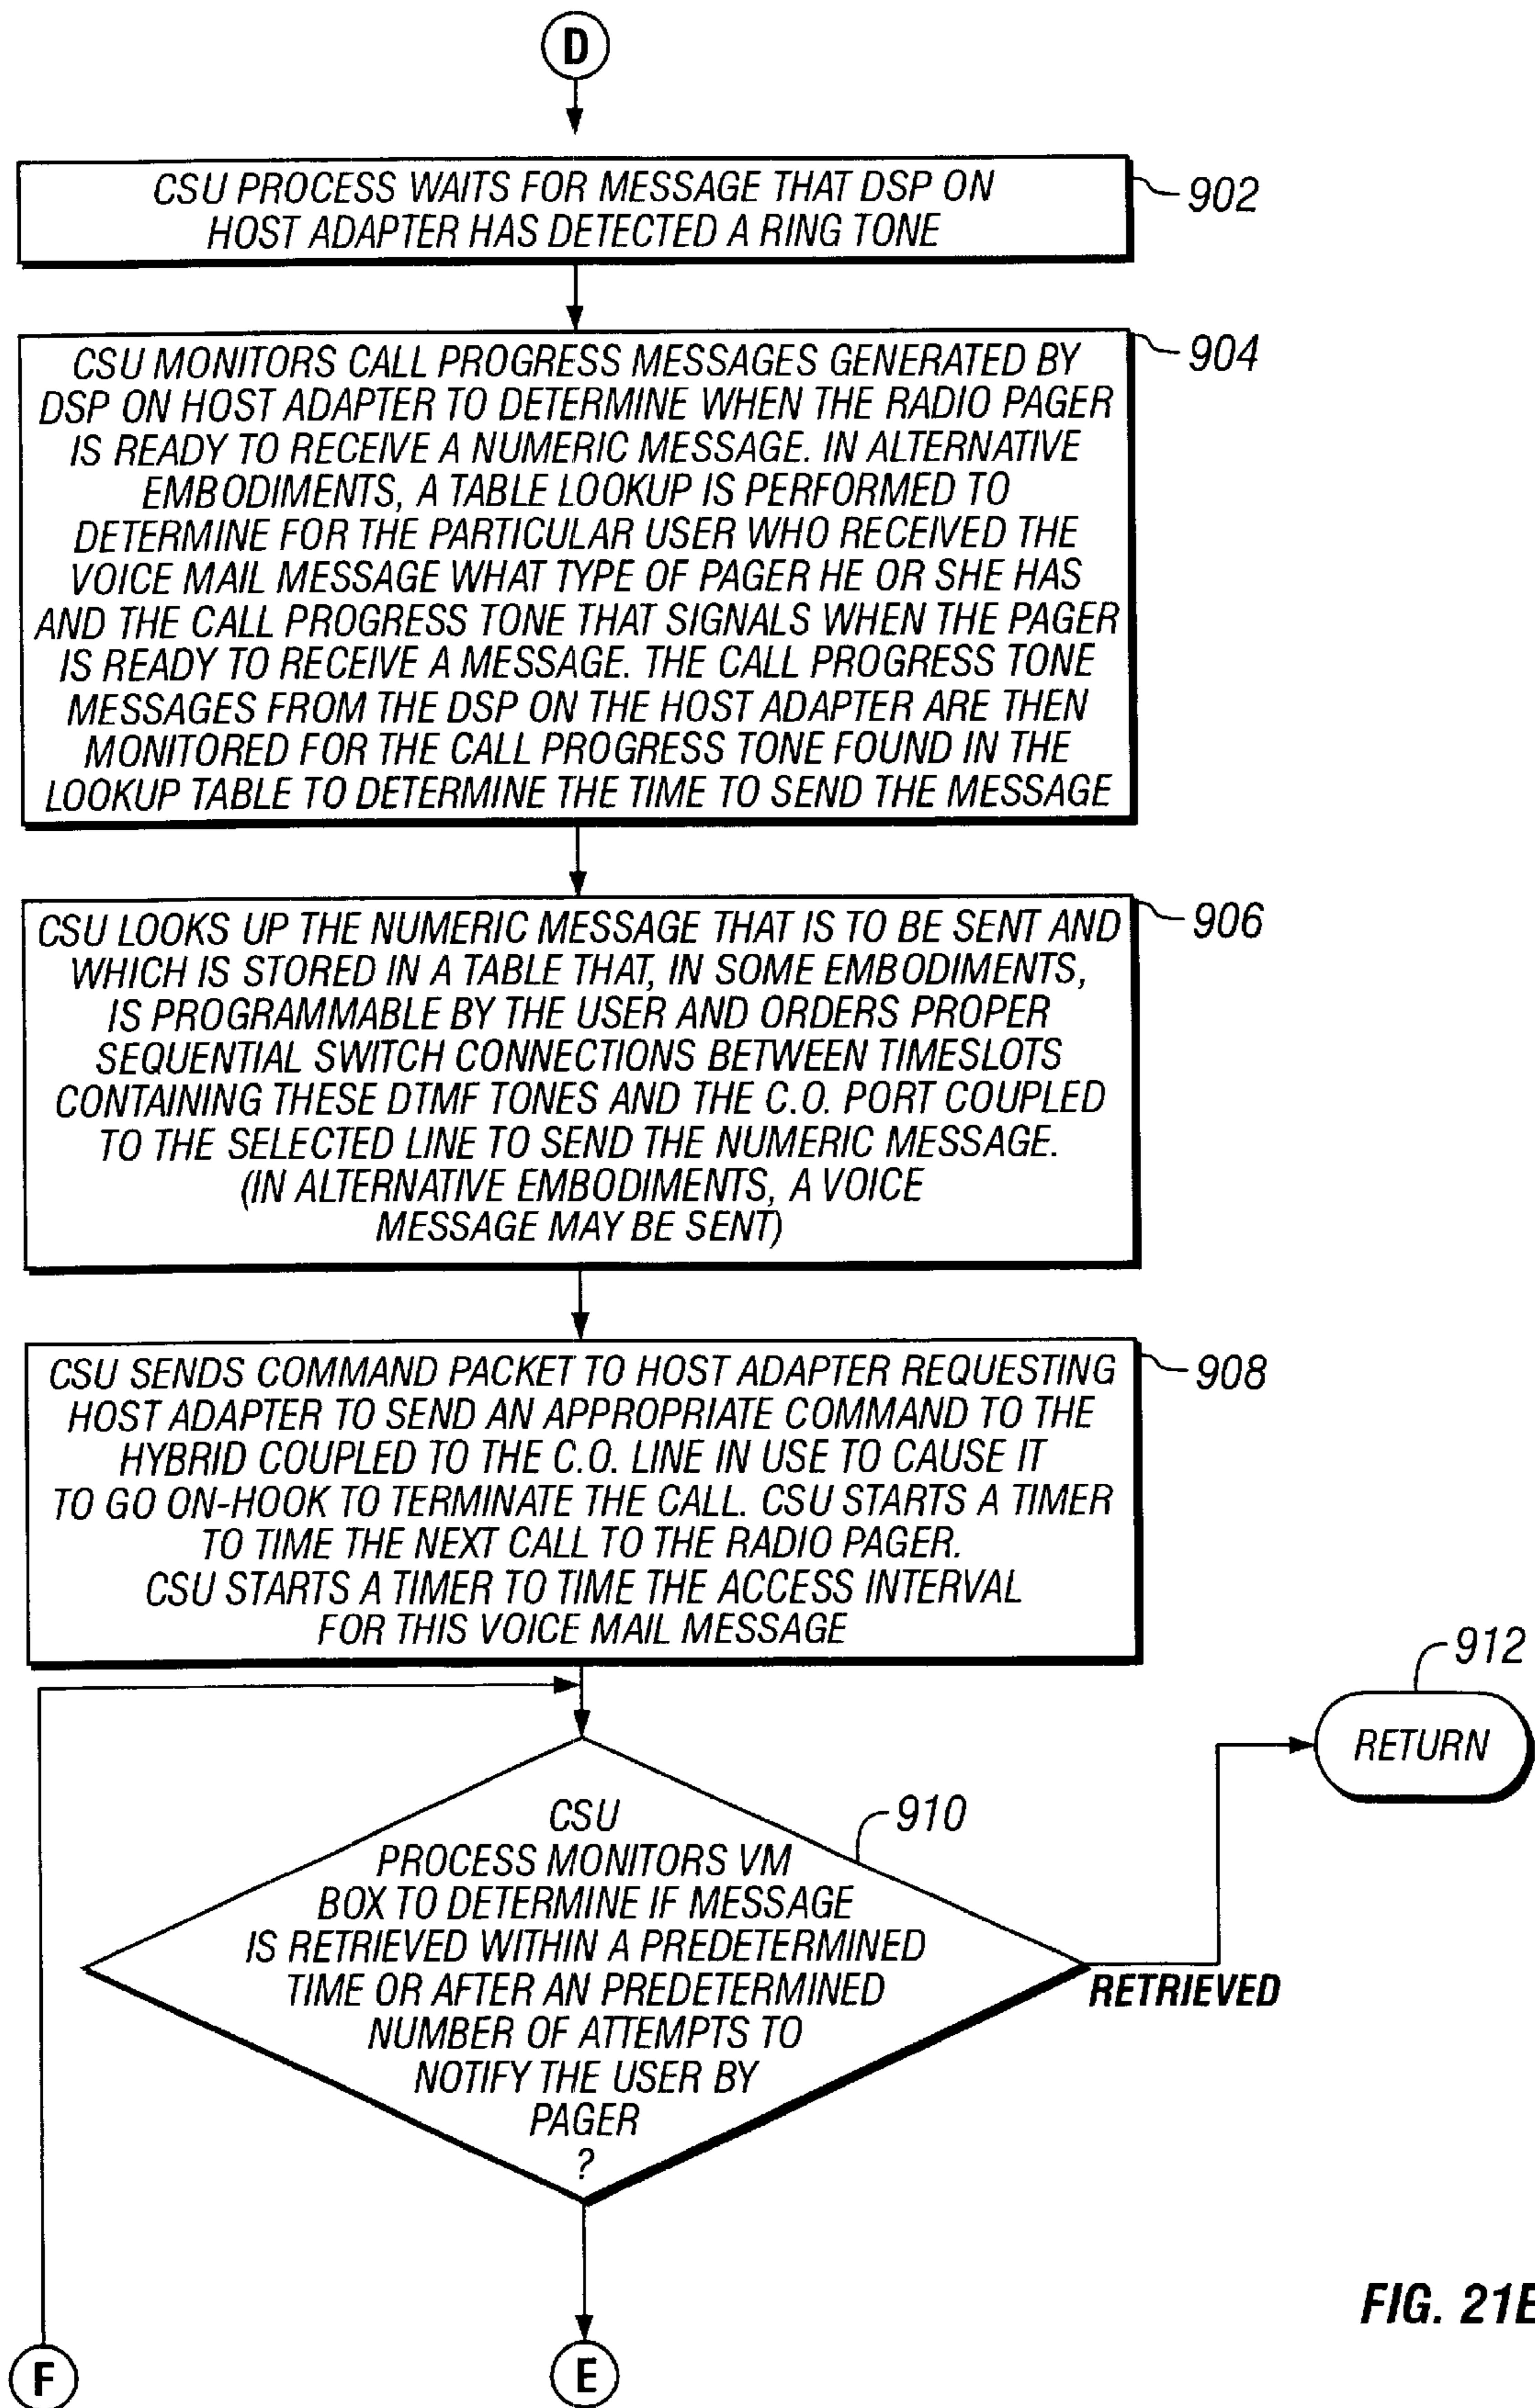 D
CSU PROCESS WAITS FOR MESSAGE THAT DSP ON
HOST ADAPTER HAS DETECTED A RING TONE
902
CSU MONITORS CALL PROGRESS MESSAGES GENERATED BY
DSP ON HOST ADAPTER TO DETERMINE WHEN THE RADIO PAGER
IS READY TO RECEIVE A NUMERIC MESSAGE. IN ALTERNATIVE
EMBODIMENTS, A TABLE LOOKUP IS PERFORMED TO
DETERMINE FOR THE PARTICULAR USER WHO RECEIVED THE
VOICE MAIL MESSAGE WHAT TYPE OF PAGER HE OR SHE HAS
AND THE CALL PROGRESS TONE THAT SIGNALS WHEN THE PAGER
IS READY TO RECEIVE A MESSAGE. THE CALL PROGRESS TONE
MESSAGES FROM THE DSP ON THE HOST ADAPTER ARE THEN
MONITORED FOR THE CALL PROGRESS TONE FOUND IN THE
LOOKUP TABLE TO DETERMINE THE TIME TO SEND THE MESSAGE
904
CSU LOOKS UP THE NUMERIC MESSAGE THAT IS TO BE SENT AND
WHICH IS STORED IN A TABLE THAT, IN SOME EMBODIMENTS,
IS PROGRAMMABLE BY THE USER AND ORDERS PROPER
SEQUENTIAL SWITCH CONNECTIONS BETWEEN TIMESLOTS
CONTAINING THESE DTMF TONES AND THE C.O. PORT COUPLED
TO THE SELECTED LINE TO SEND THE NUMERIC MESSAGE.
(IN ALTERNATIVE EMBODIMENTS, A VOICE
MESSAGE MAY BE SENT)
906
CSU SENDS COMMAND PACKET TO HOST ADAPTER REQUESTING
HOST ADAPTER TO SEND AN APPROPRIATE COMMAND TO THE
HYBRID COUPLED TO THE C.O. LINE IN USE TO CAUSE IT
TO GO ON-HOOK TO TERMINATE THE CALL. CSU STARTS A TIMER
TO TIME THE NEXT CALL TO THE RADIO PAGER.
CSU STARTS A TIMER TO TIME THE ACCESS INTERVAL
FOR THIS VOICE MAIL MESSAGE
908
912
RETURN
CSU
PROCESS MONITORS VM
BOX TO DETERMINE IF MESSAGE
IS RETRIEVED WITHIN A PREDETERMINED
TIME OR AFTER AN PREDETERMINED
NUMBER OF ATTEMPTS TO
NOTIFY THE USER BY
PAGER
?
910
RETRIEVED
F
E
FIG. 21E